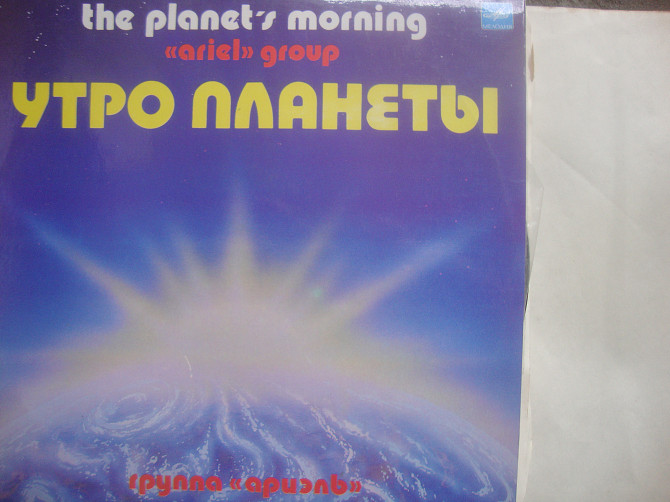 the planet's morning
«ariel» group
УТРО ПЛАНЕТЫ
группа «ариэль»